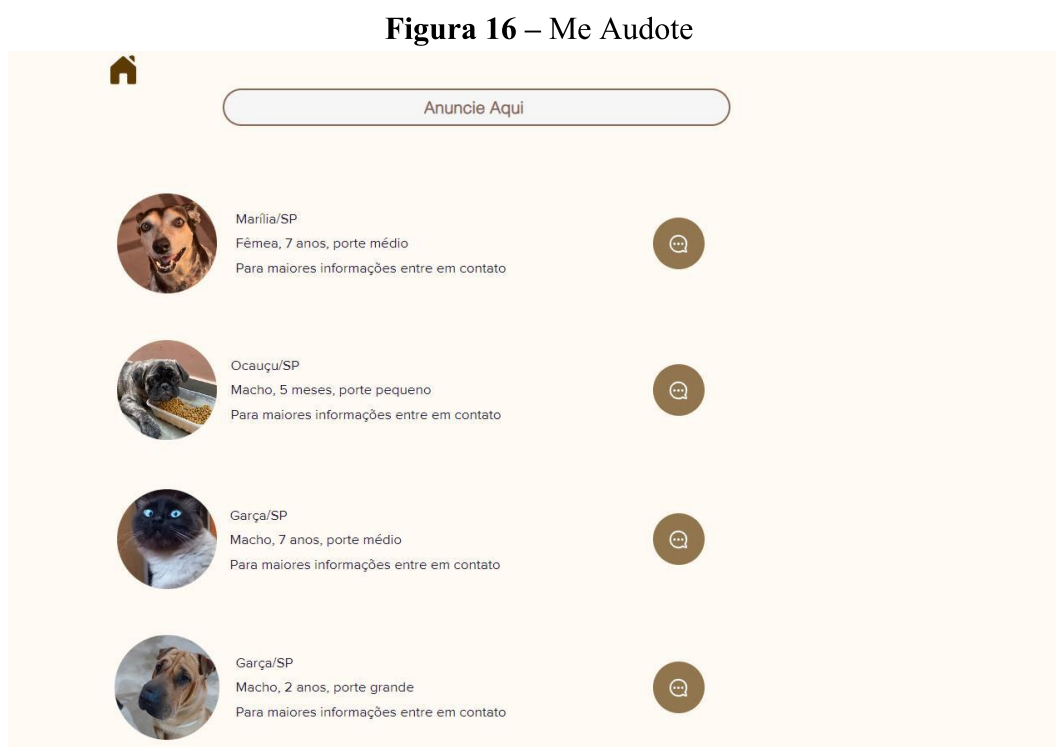 Figura 16 – Me Audote
Anuncie Aqui
Marília/SP
Fêmea, 7 anos, porte médio
Para maiores informações entre em contato
Ocauçu/SP
Macho, 5 meses, porte pequeno
Para maiores informações entre em contato
Garça/SP
Macho, 7 anos, porte médio
Para maiores informações entre em contato
Garça/SP
Macho, 2 anos, porte grande
Para maiores informações entre em contato